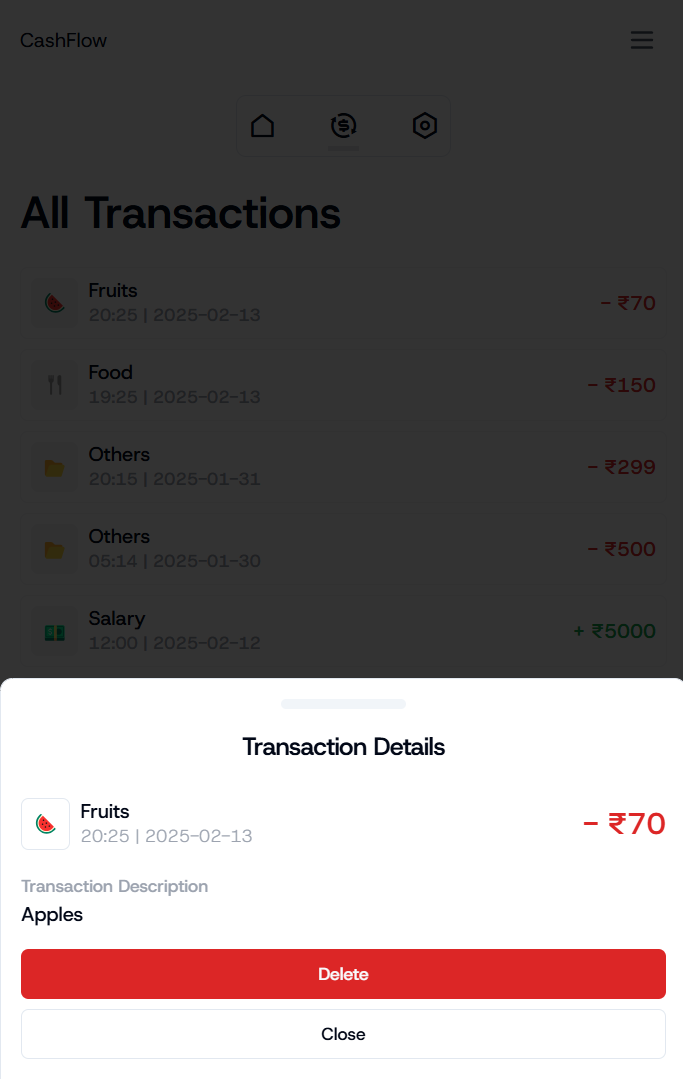 CashFlow
All Transactions
Fruits
20:25 | 2025-02-13
- ₹70
Food
19:25 | 2025-02-13
- ₹150
Others
20:15 | 2025-01-31
- ₹299
Others
05:14 | 2025-01-30
- ₹500
Salary
12:00 | 2025-02-12
+ ₹5000
Transaction Details
Fruits
20:25 | 2025-02-13
- ₹70
Transaction Description
Apples
Delete
Close